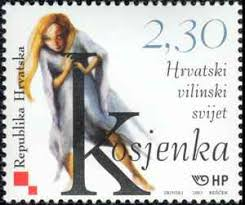 2,30
Hrvatski
vilinski
svijet
Kosjenka
Republika Hrvatska
HP